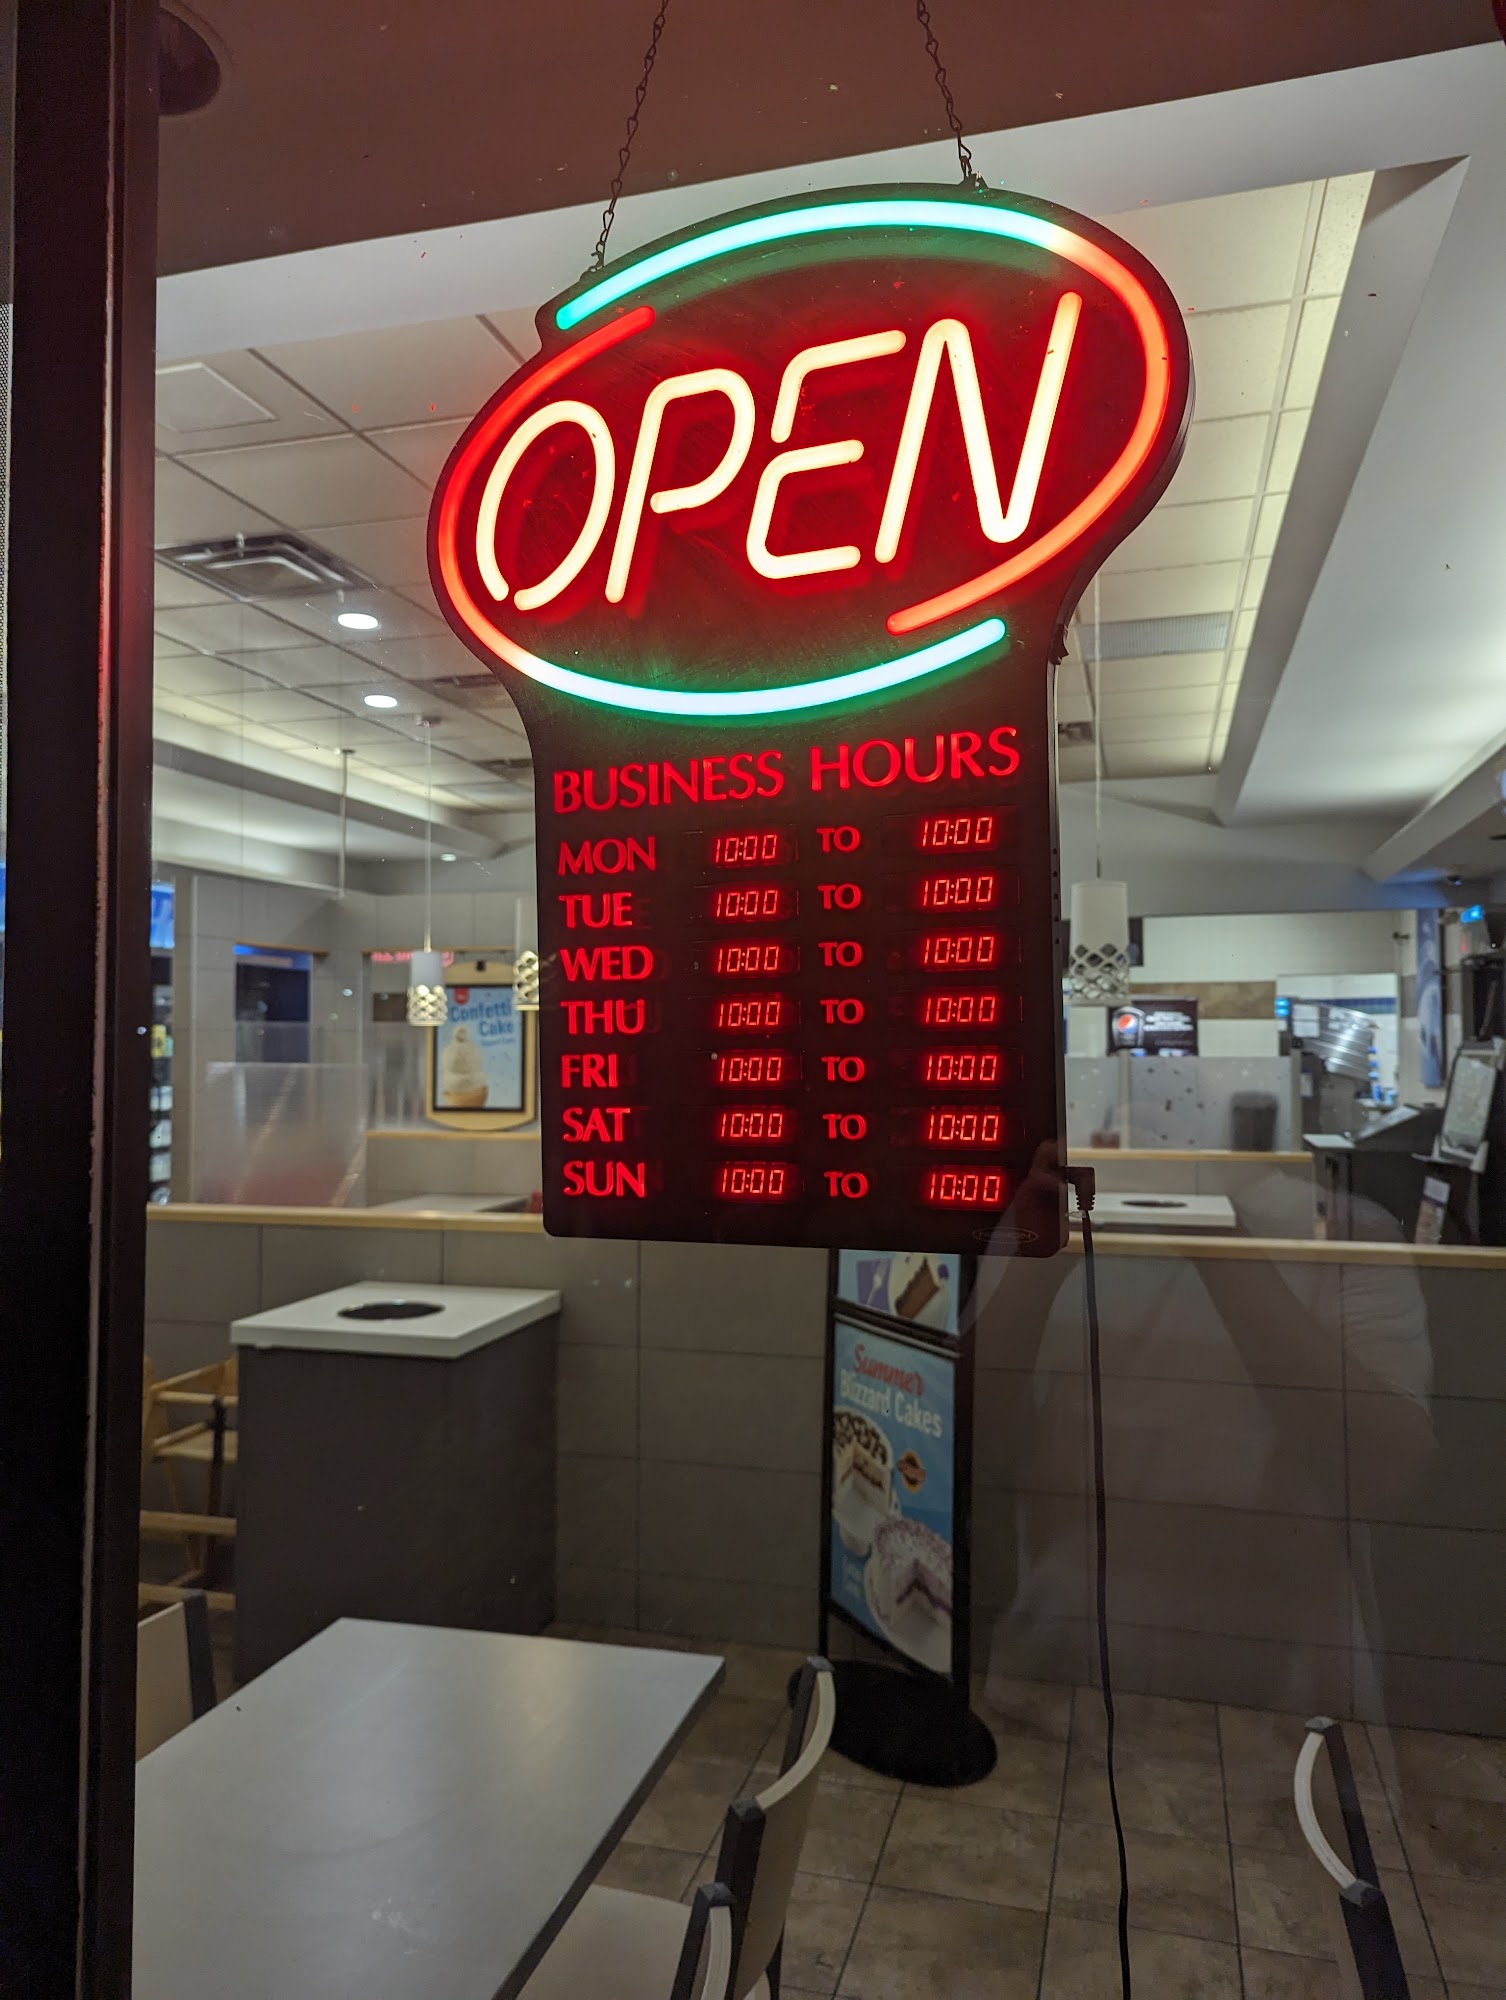 OPEN
BUSINESS HOURS
MON 10:00 TO 10:00
TUE 10:00 TO 10:00
WED 10:00 TO 10:00
THU 10:00 TO 10:00
FRI 10:00 TO 10:00
SAT 10:00 TO 10:00
SUN 10:00 TO 10:00
Confetti
Cake
Summer
Blizzard Cakes